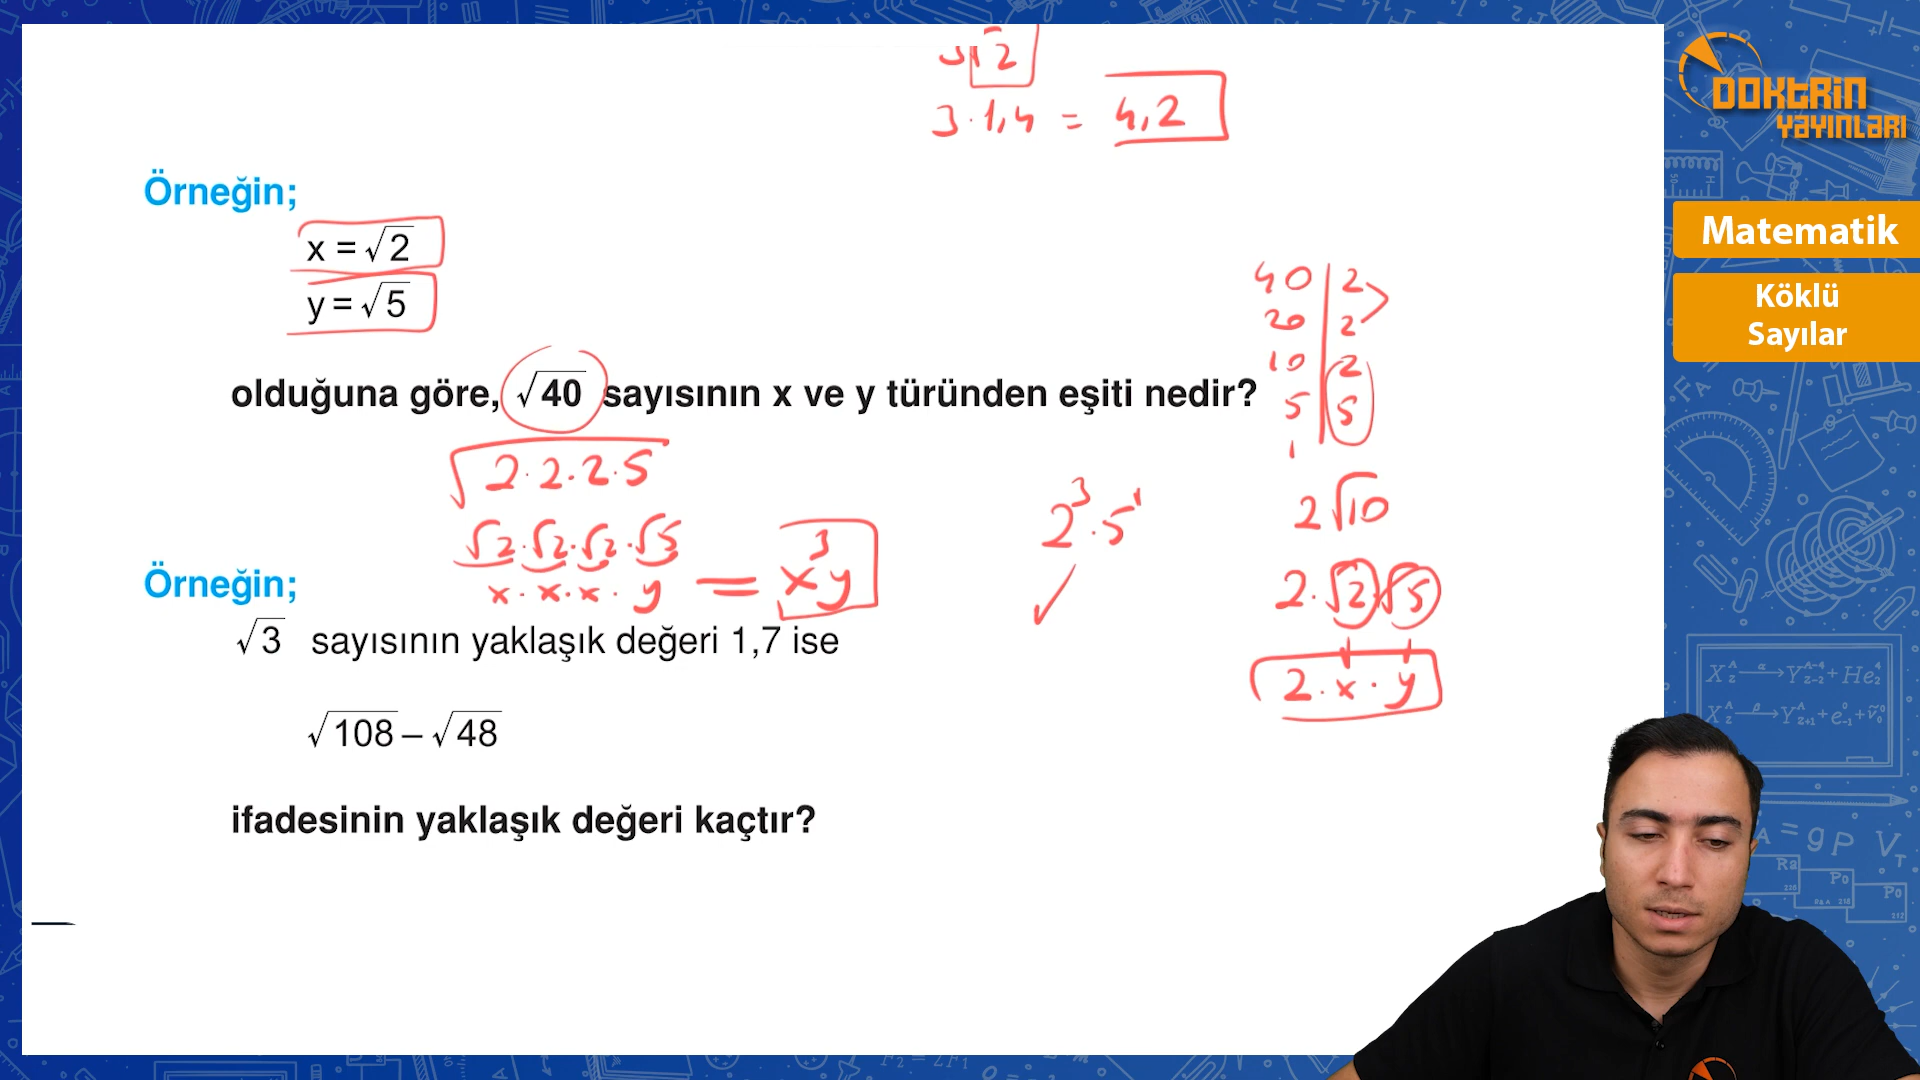 √2
3·1,4 = 4,2
DOKTRİN
YAYINLARI
Matematik
Köklü
Sayılar
Örneğin;
x = √2
y = √5
40 | 2
20 | 2
10 | 2
5 | 5
1
olduğuna göre, √40 sayısının x ve y türünden eşiti nedir?
√2·2·2·5
√2·√2·√2·√5
x·x·x·y = x³y
2³·5¹
2√10
2·√2·√5
2·x·y
Örneğin;
√3 sayısının yaklaşık değeri 1,7 ise
√108 – √48
ifadesinin yaklaşık değeri kaçtır?